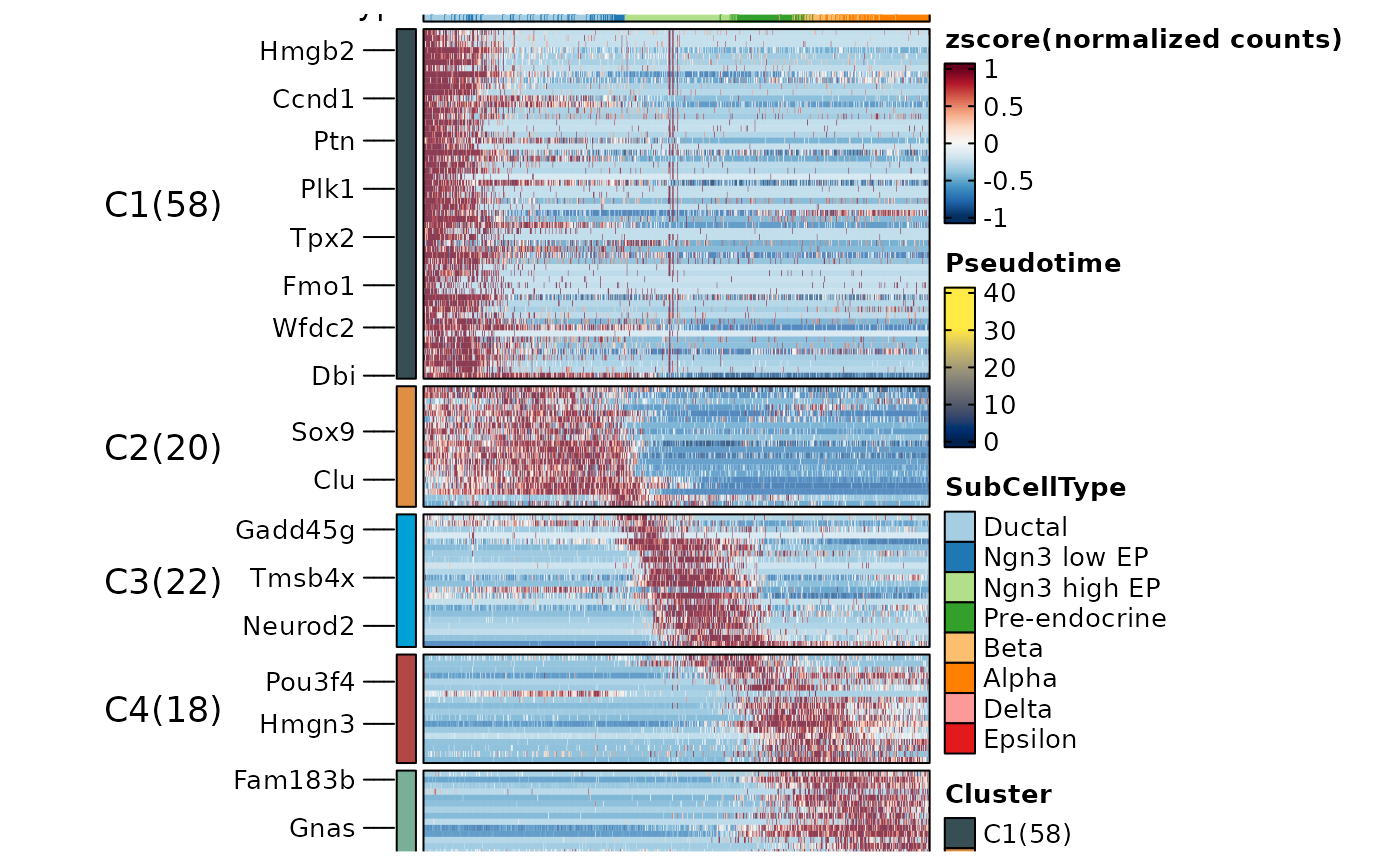 Hmgb2
Ccnd1
Ptn
Plk1
Tpx2
Fmo1
Wfdc2
Dbi
C1(58)
Sox9
Clu
C2(20)
Gadd45g
Tmsb4x
Neurod2
C3(22)
Pou3f4
Hmgn3
C4(18)
Fam183b
Gnas
zscore(normalized counts)
1
0.5
0
-0.5
-1
Pseudotime
40
30
20
10
0
SubCellType
Ductal
Ngn3 low EP
Ngn3 high EP
Pre-endocrine
Beta
Alpha
Delta
Epsilon
Cluster
C1(58)